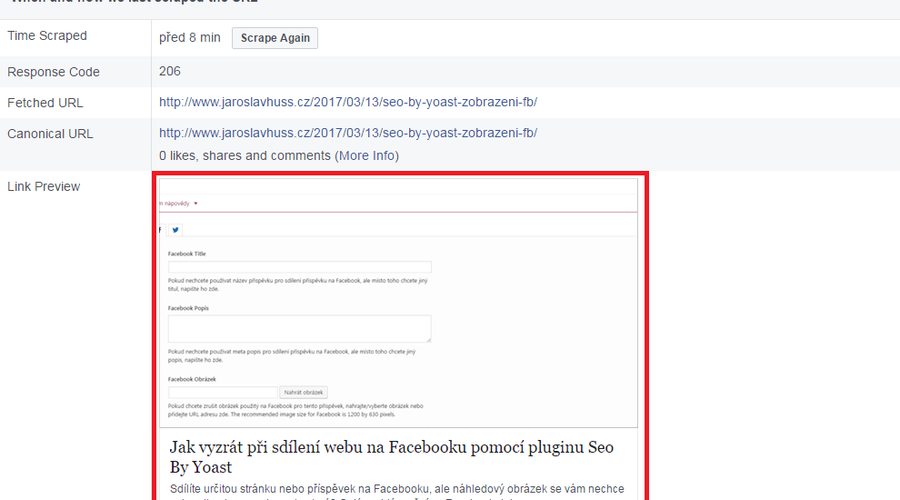 When and how we last scraped the URL
Time Scraped
před 8 min
Scrape Again
Response Code
206
Fetched URL
http://www.jaroslavhuss.cz/2017/03/13/seo-by-yoast-zobrazeni-fb/
Canonical URL
http://www.jaroslavhuss.cz/2017/03/13/seo-by-yoast-zobrazeni-fb/
0 likes, shares and comments (More Info)
Link Preview
nápovědy
Facebook Title
Pokud nechcete používat název příspěvku pro sdílení příspěvku na Facebook, ale místo toho chcete jiný
titul, napište ho zde.
Facebook Popis
Pokud nechcete používat meta popis pro sdílení příspěvku na Facebook, ale místo toho chcete jiný
popis, napište ho zde.
Facebook Obrázek
Nahrát obrázek
Pokud chcete zrušit obrázek použitý na Facebook pro tento příspěvek, nahrajte/vyberte obrázek nebo
přidejte URL adresu zde. The recommended image size for Facebook is 1200 by 630 pixels.
Jak vyzrát při sdílení webu na Facebooku pomocí pluginu Seo
By Yoast
Sdílíte určitou stránku nebo příspěvek na Facebooku, ale náhledový obrázek se vám nechce